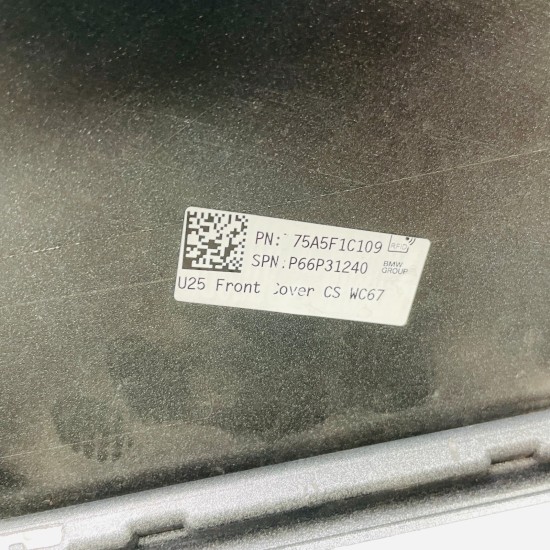 PN: 75A5F1C109
RFID
SPN:P66P31240
BMW
GROUP
U25 Front Cover CS WC67